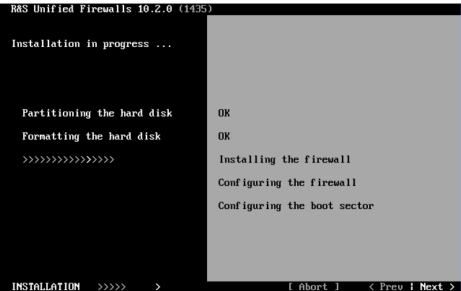 R&S Unified Firewalls 10.2.0 (1435)
Installation in progress ...
Partitioning the hard disk OK
Formatting the hard disk OK
>>>>>>>>>>>>>>>> Installing the firewall
Configuring the firewall
Configuring the boot sector
INSTALLATION >>>>> > [ Abort ] < Prev ¦ Next >